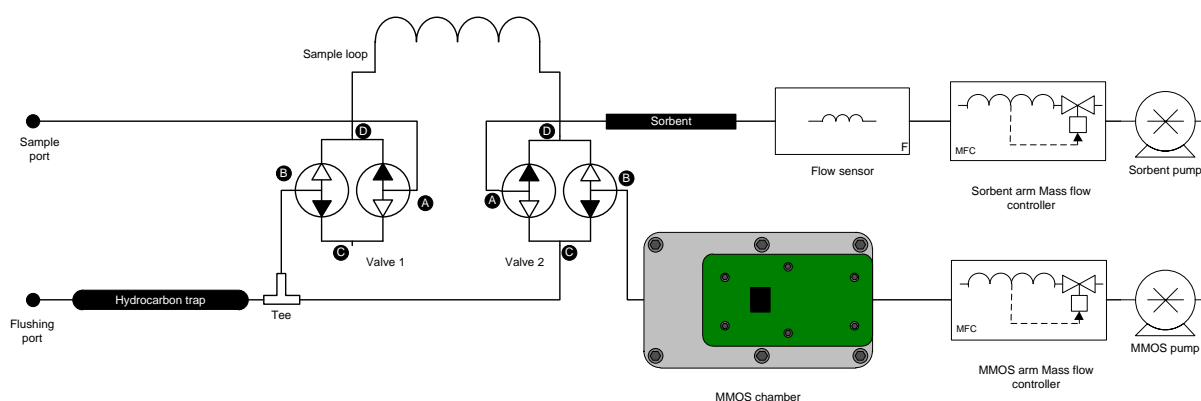 Sample loop
Sample
port
D
B
A
C
Valve 1
D
A
B
C
Valve 2
Sorbent
F
Flow sensor
MFC
Sorbent arm Mass flow
controller
Sorbent pump
Flushing
port
Hydrocarbon trap
Tee
MMOS chamber
MFC
MMOS arm Mass flow
controller
MMOS pump